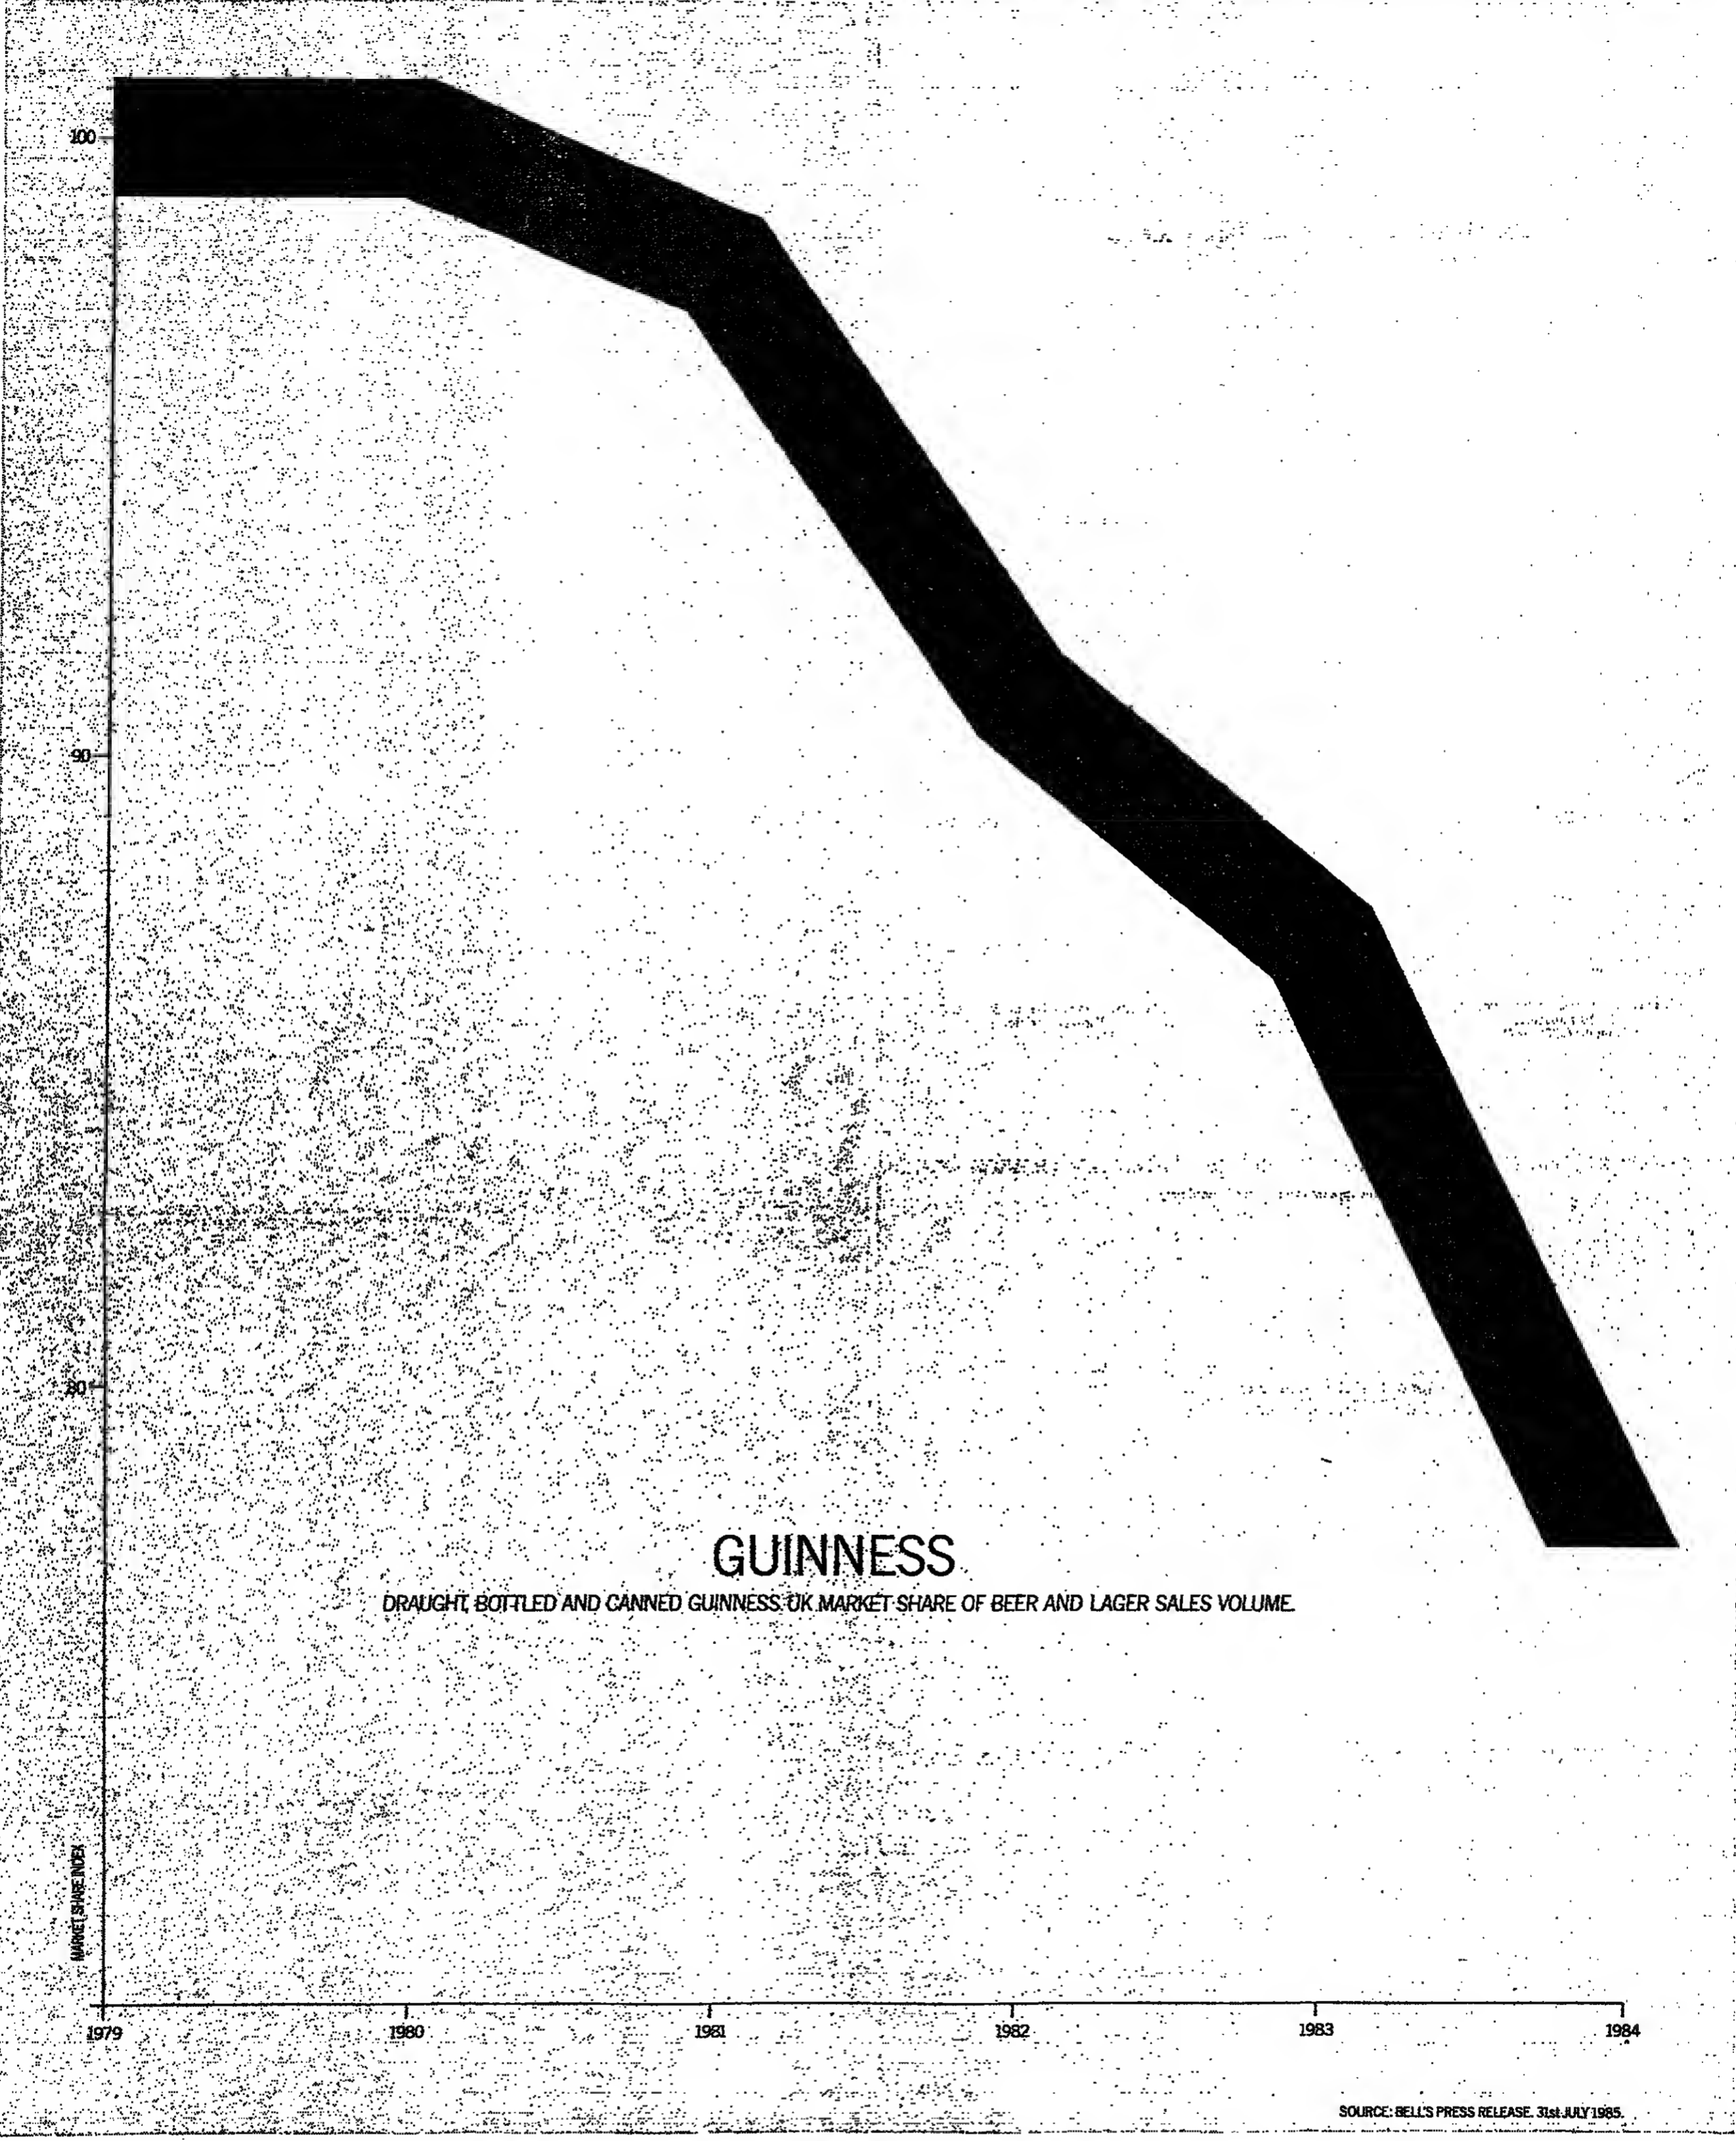 100
90
80
GUINNESS
DRAUGHT, BOTTLED AND CANNED GUINNESS: UK MARKET SHARE OF BEER AND LAGER SALES VOLUME.
MARKET SHARE INDEX
1979 1980 1981 1982 1983 1984
SOURCE: BELL'S PRESS RELEASE. 31st JULY 1985.